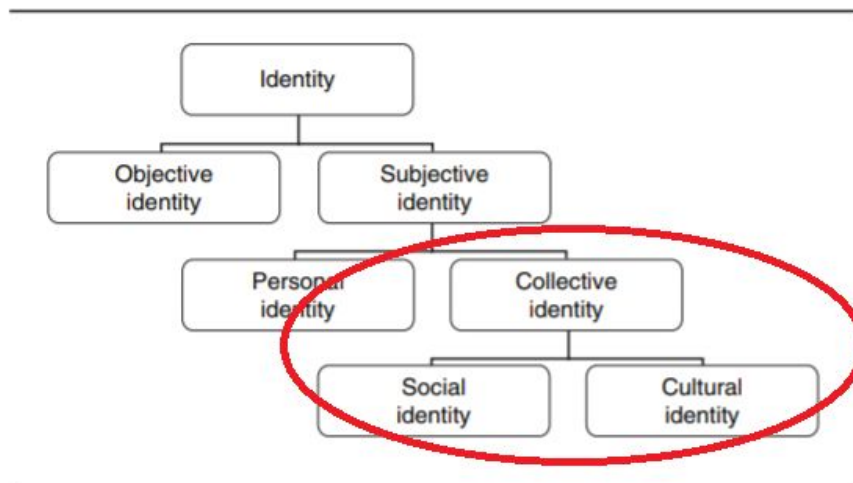 Identity
Objective
identity
Subjective
identity
Personal
identity
Collective
identity
Social
identity
Cultural
identity